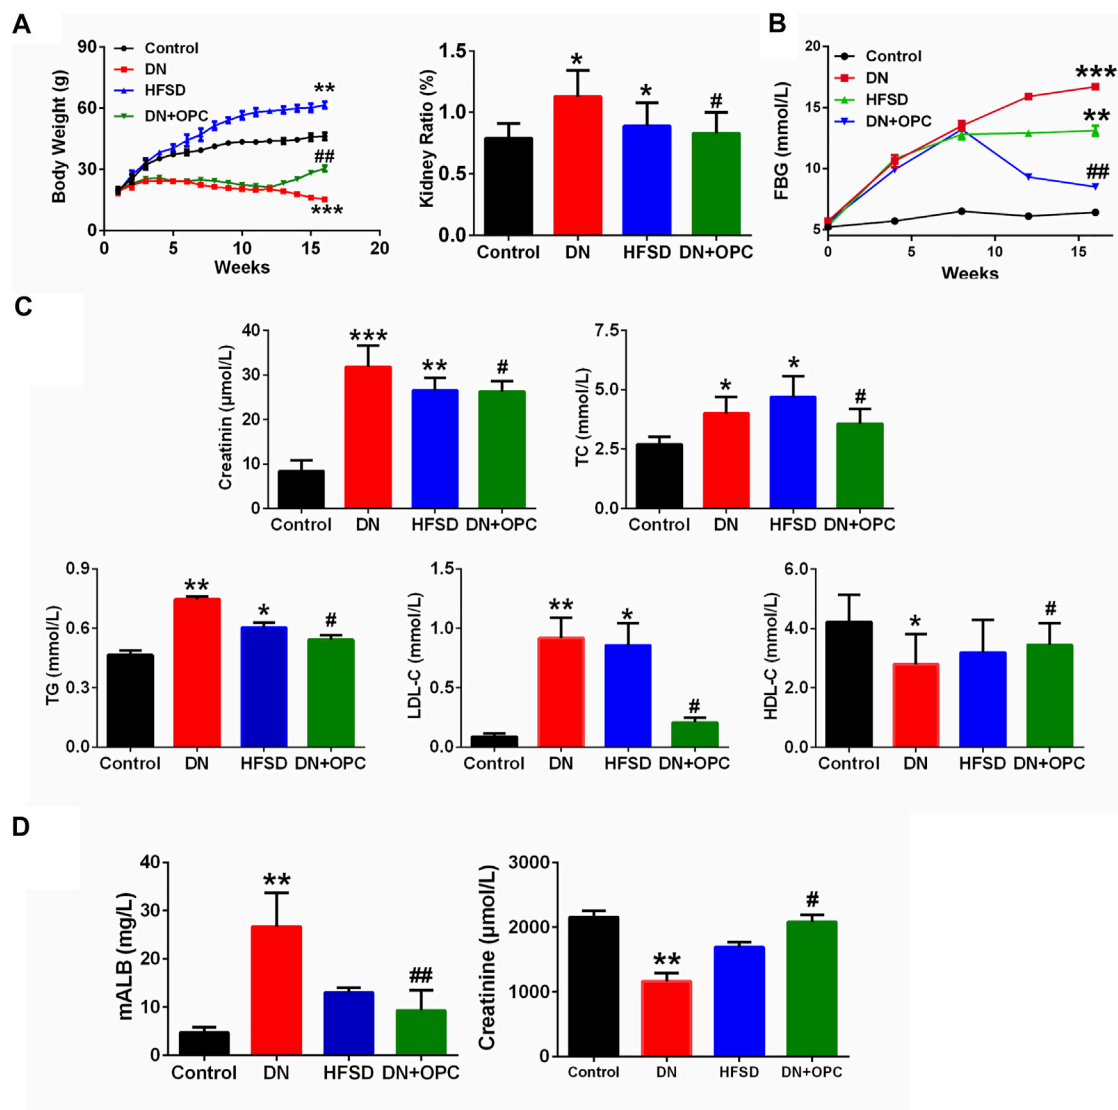 A
Body Weight (g)
90
60
30
0
0 5 10 15 20
Weeks
Control
DN
HFSD
DN+OPC
**
##
***
Kidney Ratio (%)
1.5
1.0
0.5
0.0
* * #
Control DN HFSD DN+OPC
B
FBG (mmol/L)
20
15
10
5
0 5 10 15
Weeks
Control
DN
HFSD
DN+OPC
***
**
##
C
Creatinin (μmol/L)
40
30
20
10
0
*** ** #
Control DN HFSD DN+OPC
TC (mmol/L)
7.5
5.0
2.5
0.0
* * #
Control DN HFSD DN+OPC
TG (mmol/L)
0.9
0.6
0.3
0.0
** * #
Control DN HFSD DN+OPC
LDL-C (mmol/L)
1.5
1.0
0.5
0.0
** * #
Control DN HFSD DN+OPC
HDL-C (mmol/L)
6.0
4.0
2.0
0.0
* #
Control DN HFSD DN+OPC
D
mALB (mg/L)
40
30
20
10
0
** ##
Control DN HFSD DN+OPC
Creatinine (μmol/L)
3000
2000
1000
0
** #
Control DN HFSD DN+OPC